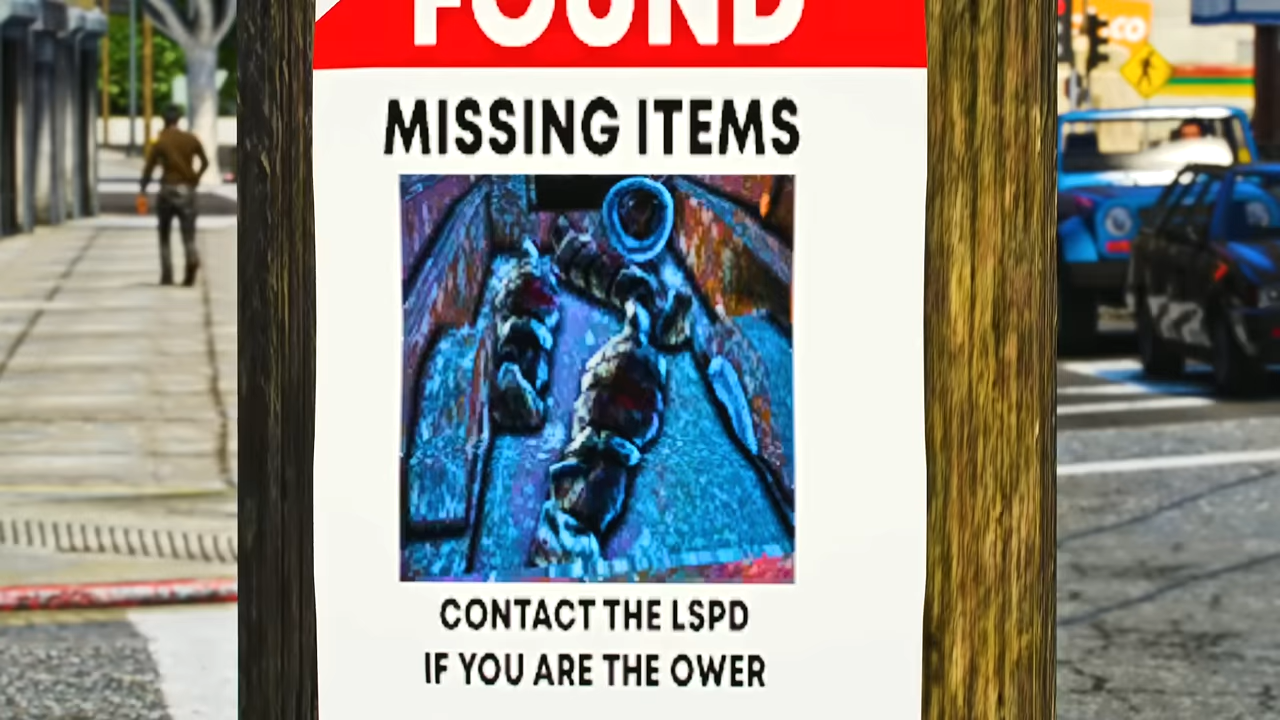 FOUND
MISSING ITEMS
CONTACT THE LSPD
IF YOU ARE THE OWER